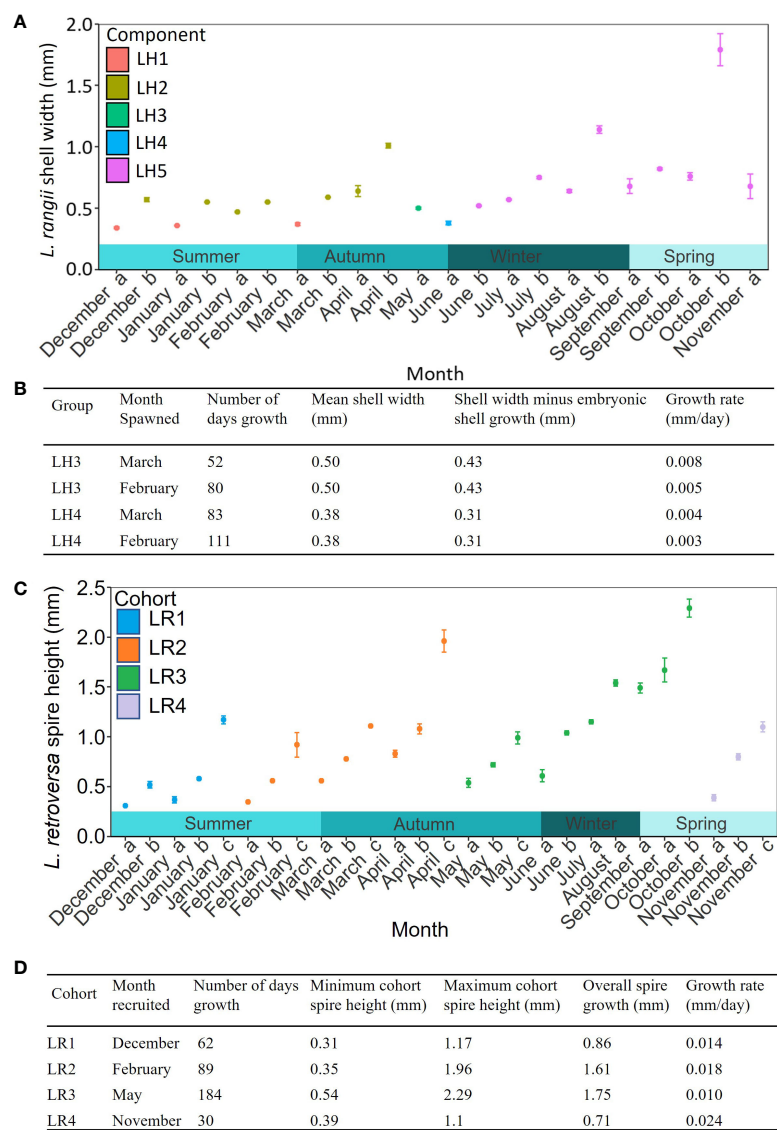 A
L. rangii shell width (mm)
2.0
1.5
1.0
0.5
0.0
Component
LH1
LH2
LH3
LH4
LH5
Summer
Autumn
Winter
Spring
December a
December b
January a
January b
February a
February b
March a
March b
April a
April b
May a
June a
June b
July a
July b
August a
August b
September a
September b
October a
October b
November a
Month
B
Group Month Spawned Number of days growth Mean shell width (mm) Shell width minus embryonic shell growth (mm) Growth rate (mm/day)
LH3 March 52 0.50 0.43 0.008
LH3 February 80 0.50 0.43 0.005
LH4 March 83 0.38 0.31 0.004
LH4 February 111 0.38 0.31 0.003
C
L. retroversa spire height (mm)
2.5
2.0
1.5
1.0
0.5
0.0
Cohort
LR1
LR2
LR3
LR4
Summer
Autumn
Winter
Spring
December a
December b
January a
January b
January c
February a
February b
February c
March a
March b
March c
April a
April b
April c
May a
May b
May c
June a
June b
July a
August a
September a
October a
October b
November a
November b
November c
Month
D
Cohort Month recruited Number of days growth Minimum cohort spire height (mm) Maximum cohort spire height (mm) Overall spire growth (mm) Growth rate (mm/day)
LR1 December 62 0.31 1.17 0.86 0.014
LR2 February 89 0.35 1.96 1.61 0.018
LR3 May 184 0.54 2.29 1.75 0.010
LR4 November 30 0.39 1.1 0.71 0.024